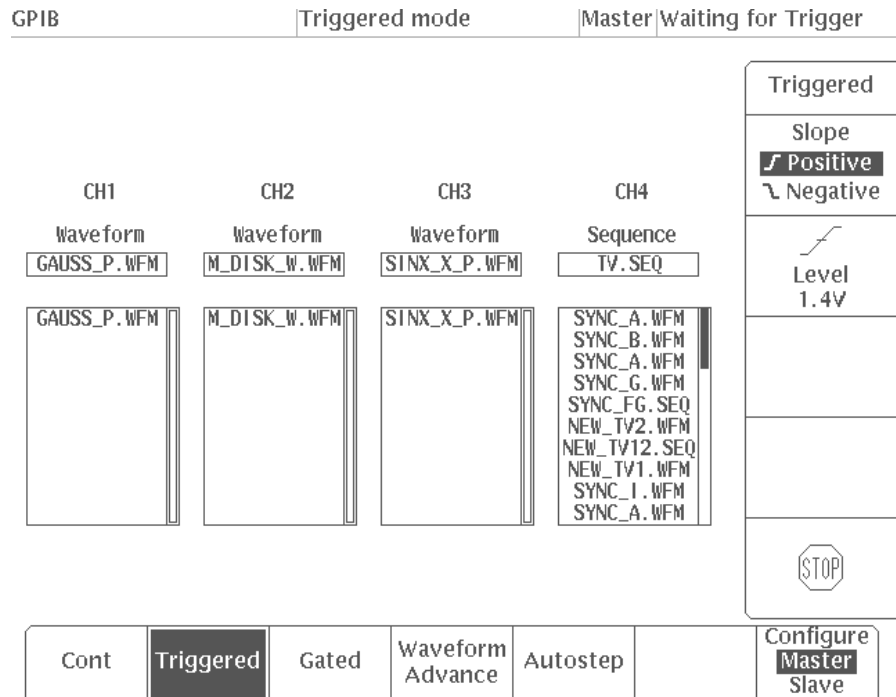 GPIB Triggered mode Master Waiting for Trigger
Triggered
Slope
Positive
Negative
Level
1.4V
STOP
CH1 CH2 CH3 CH4
Waveform Waveform Waveform Sequence
GAUSS_P.WFM M_DISK_W.WFM SINX_X_P.WFM TV.SEQ
GAUSS_P.WFM M_DISK_W.WFM SINX_X_P.WFM SYNC_A.WFM
SYNC_B.WFM
SYNC_A.WFM
SYNC_G.WFM
SYNC_FG.SEQ
NEW_TV2.WFM
NEW_TV12.SEQ
NEW_TV1.WFM
SYNC_I.WFM
SYNC_A.WFM
Cont Triggered Gated Waveform Advance Autostep Configure
Master
Slave